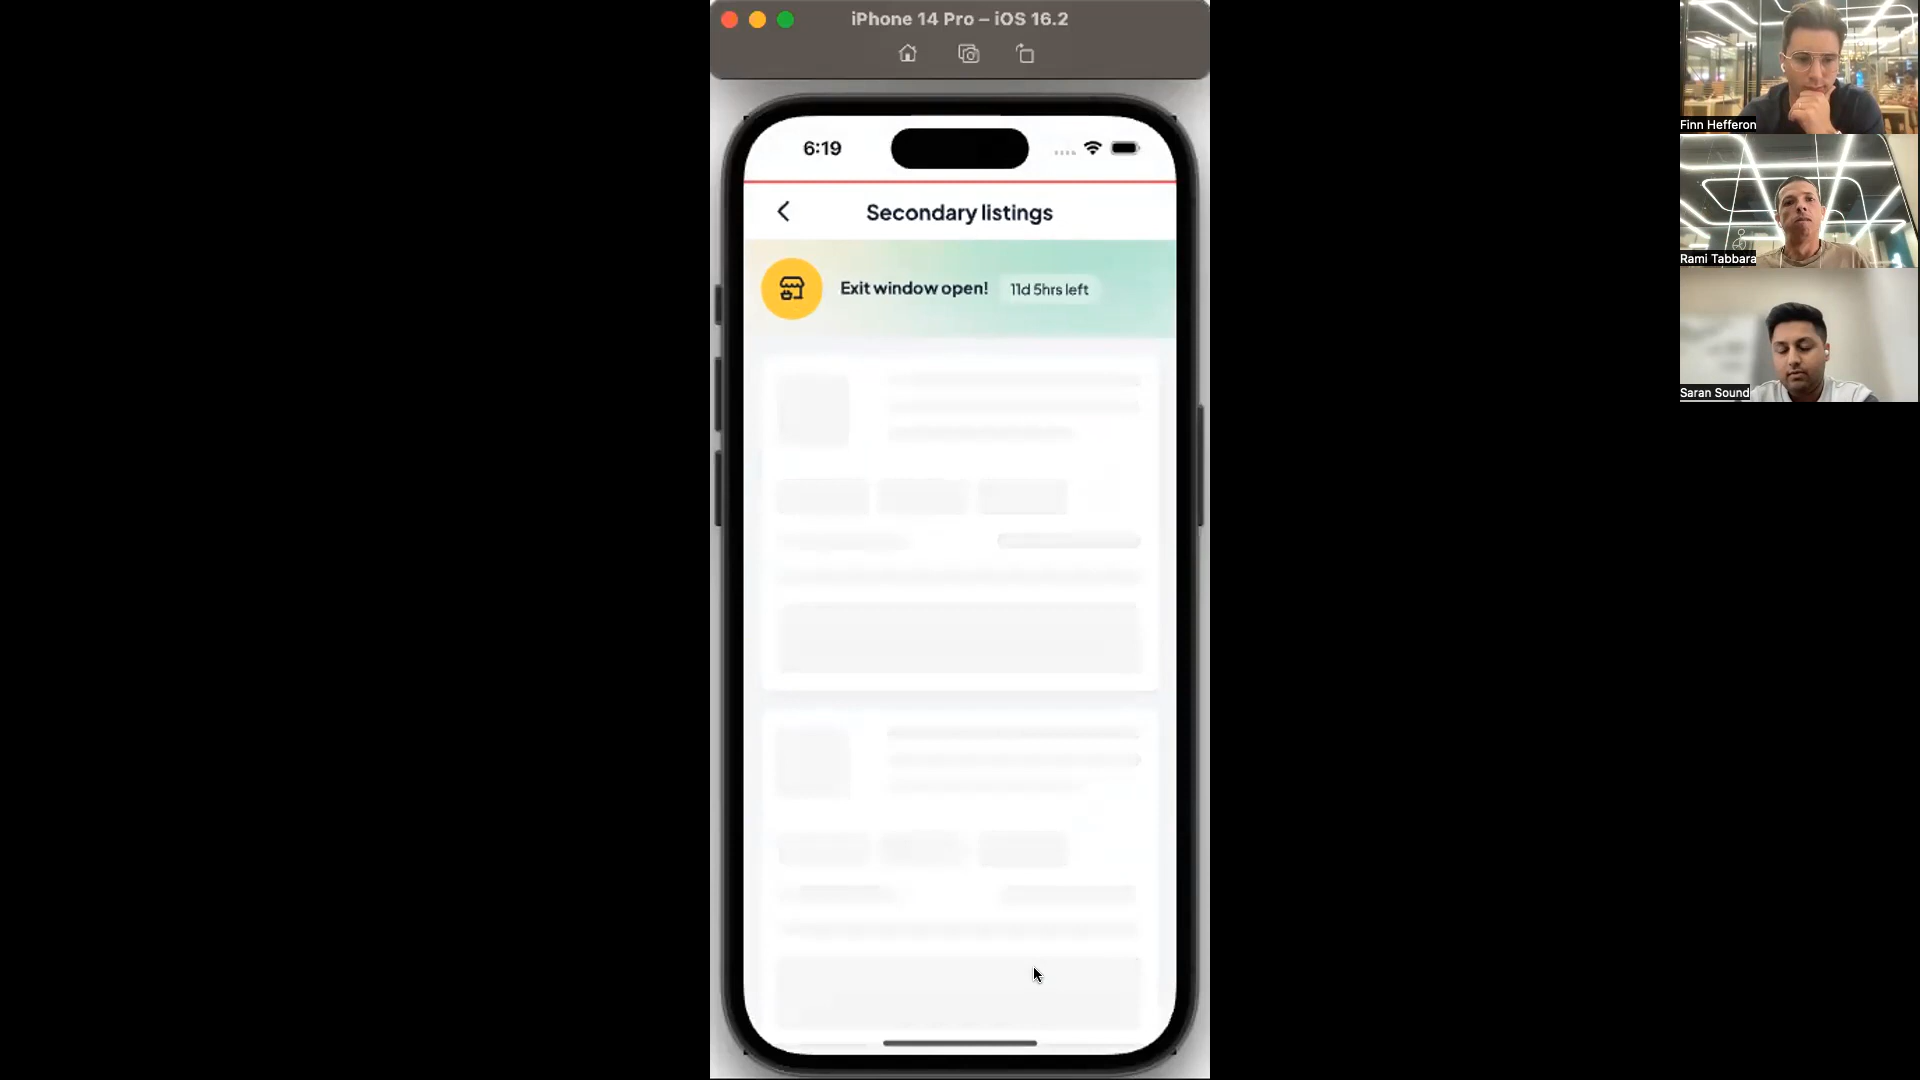 iPhone 14 Pro – iOS 16.2
6:19
Secondary listings
Exit window open! 11d 5hrs left
Finn Hefferon
Rami Tabbara
Saran Sound